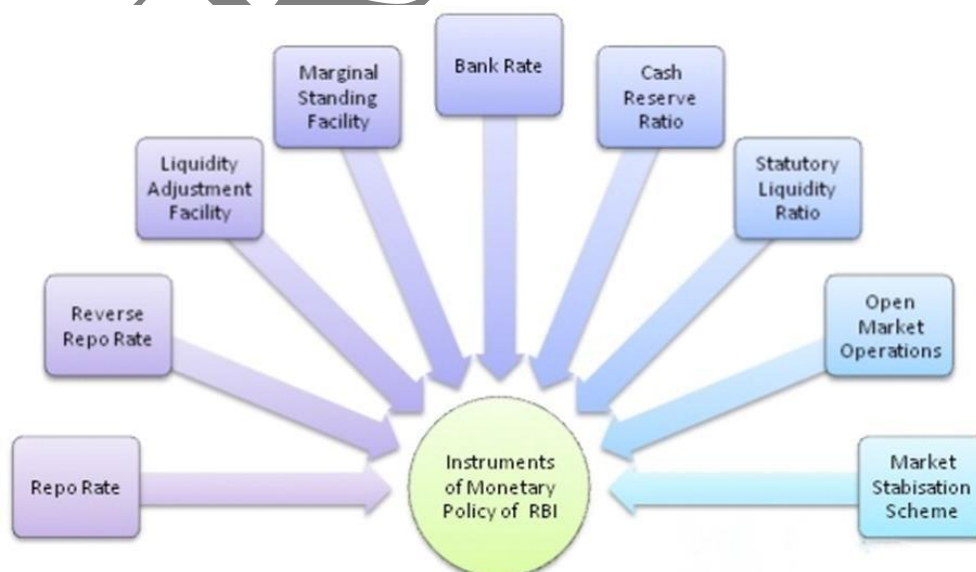 Bank Rate
Marginal
Standing
Facility
Cash
Reserve
Ratio
Liquidity
Adjustment
Facility
Statutory
Liquidity
Ratio
Reverse
Repo Rate
Open
Market
Operations
Repo Rate
Instruments
of Monetary
Policy of RBI
Market
Stabisation
Scheme